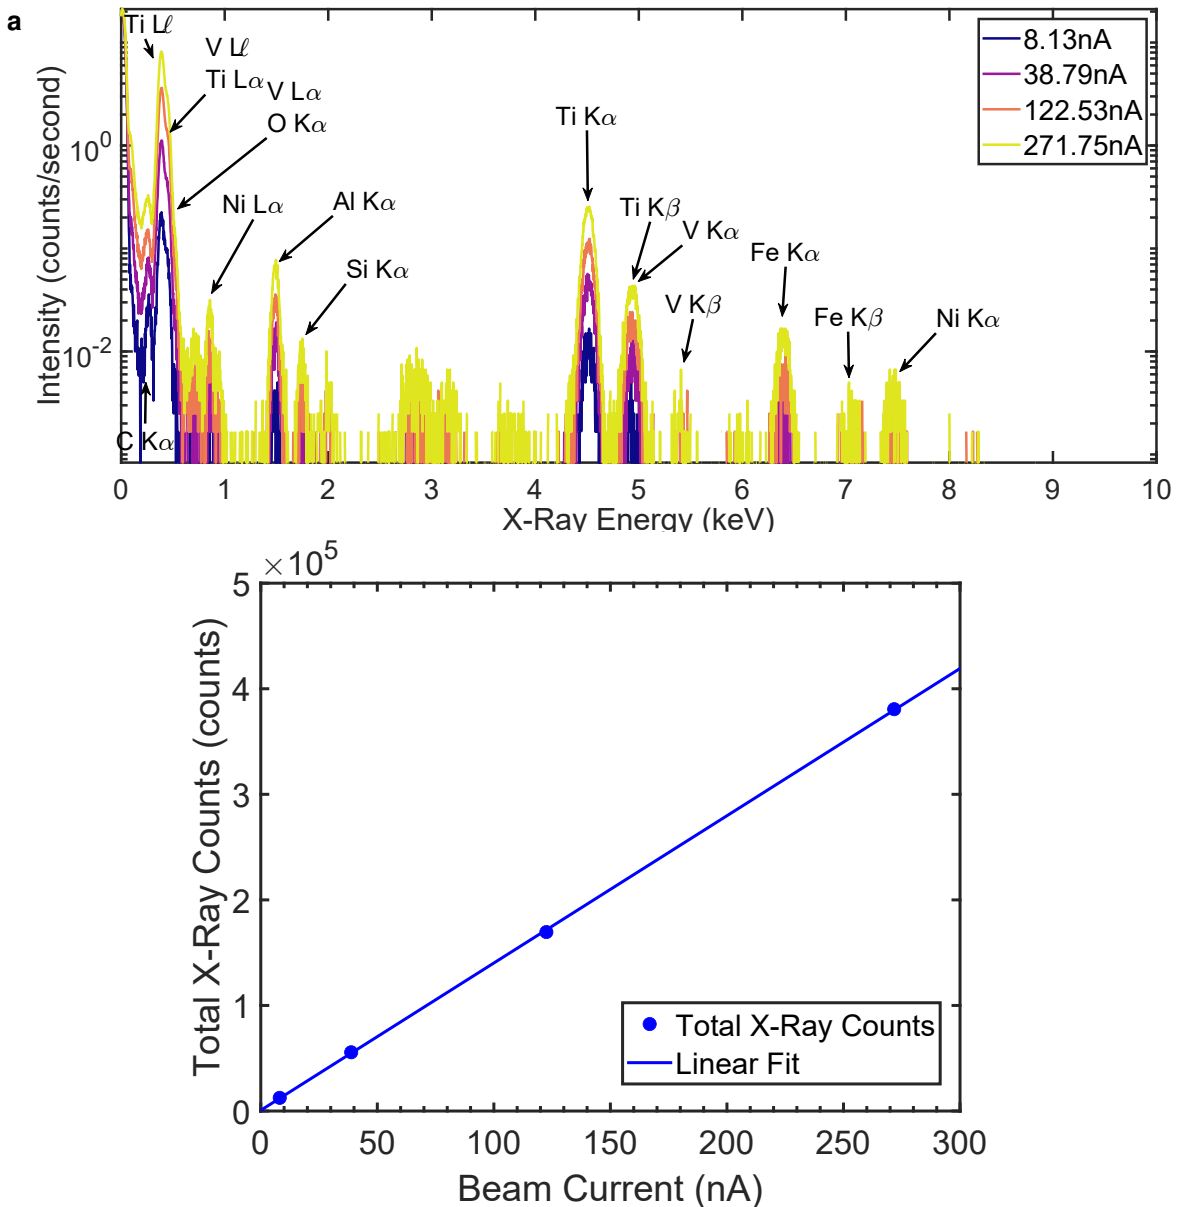 a
Ti Lℓ
V Lℓ
Ti Lα
V Lα
O Kα
Ni Lα
Al Kα
Si Kα
C Kα
Ti Kα
Ti Kβ
V Kα
V Kβ
Fe Kα
Fe Kβ
Ni Kα
8.13nA
38.79nA
122.53nA
271.75nA
Intensity (counts/second)
10⁰
10⁻²
0 1 2 3 4 5 6 7 8 9 10
X-Ray Energy (keV)
×10⁵
5
4
3
2
1
0
Total X-Ray Counts (counts)
Total X-Ray Counts
Linear Fit
0 50 100 150 200 250 300
Beam Current (nA)